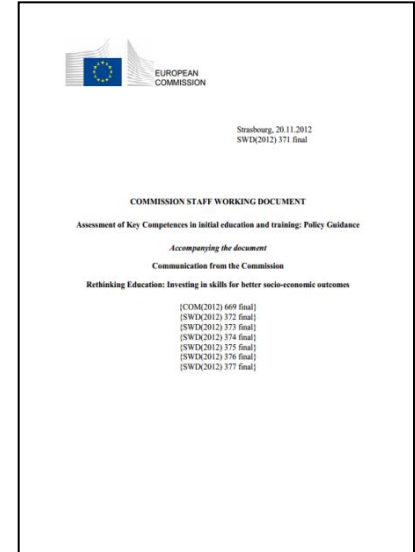 EUROPEAN
COMMISSION
Strasbourg, 20.11.2012
SWD(2012) 371 final
COMMISSION STAFF WORKING DOCUMENT
Assessment of Key Competences in initial education and training: Policy Guidance
Accompanying the document
Communication from the Commission
Rethinking Education: Investing in skills for better socio-economic outcomes
{COM(2012) 669 final}
{SWD(2012) 372 final}
{SWD(2012) 373 final}
{SWD(2012) 374 final}
{SWD(2012) 375 final}
{SWD(2012) 376 final}
{SWD(2012) 377 final}